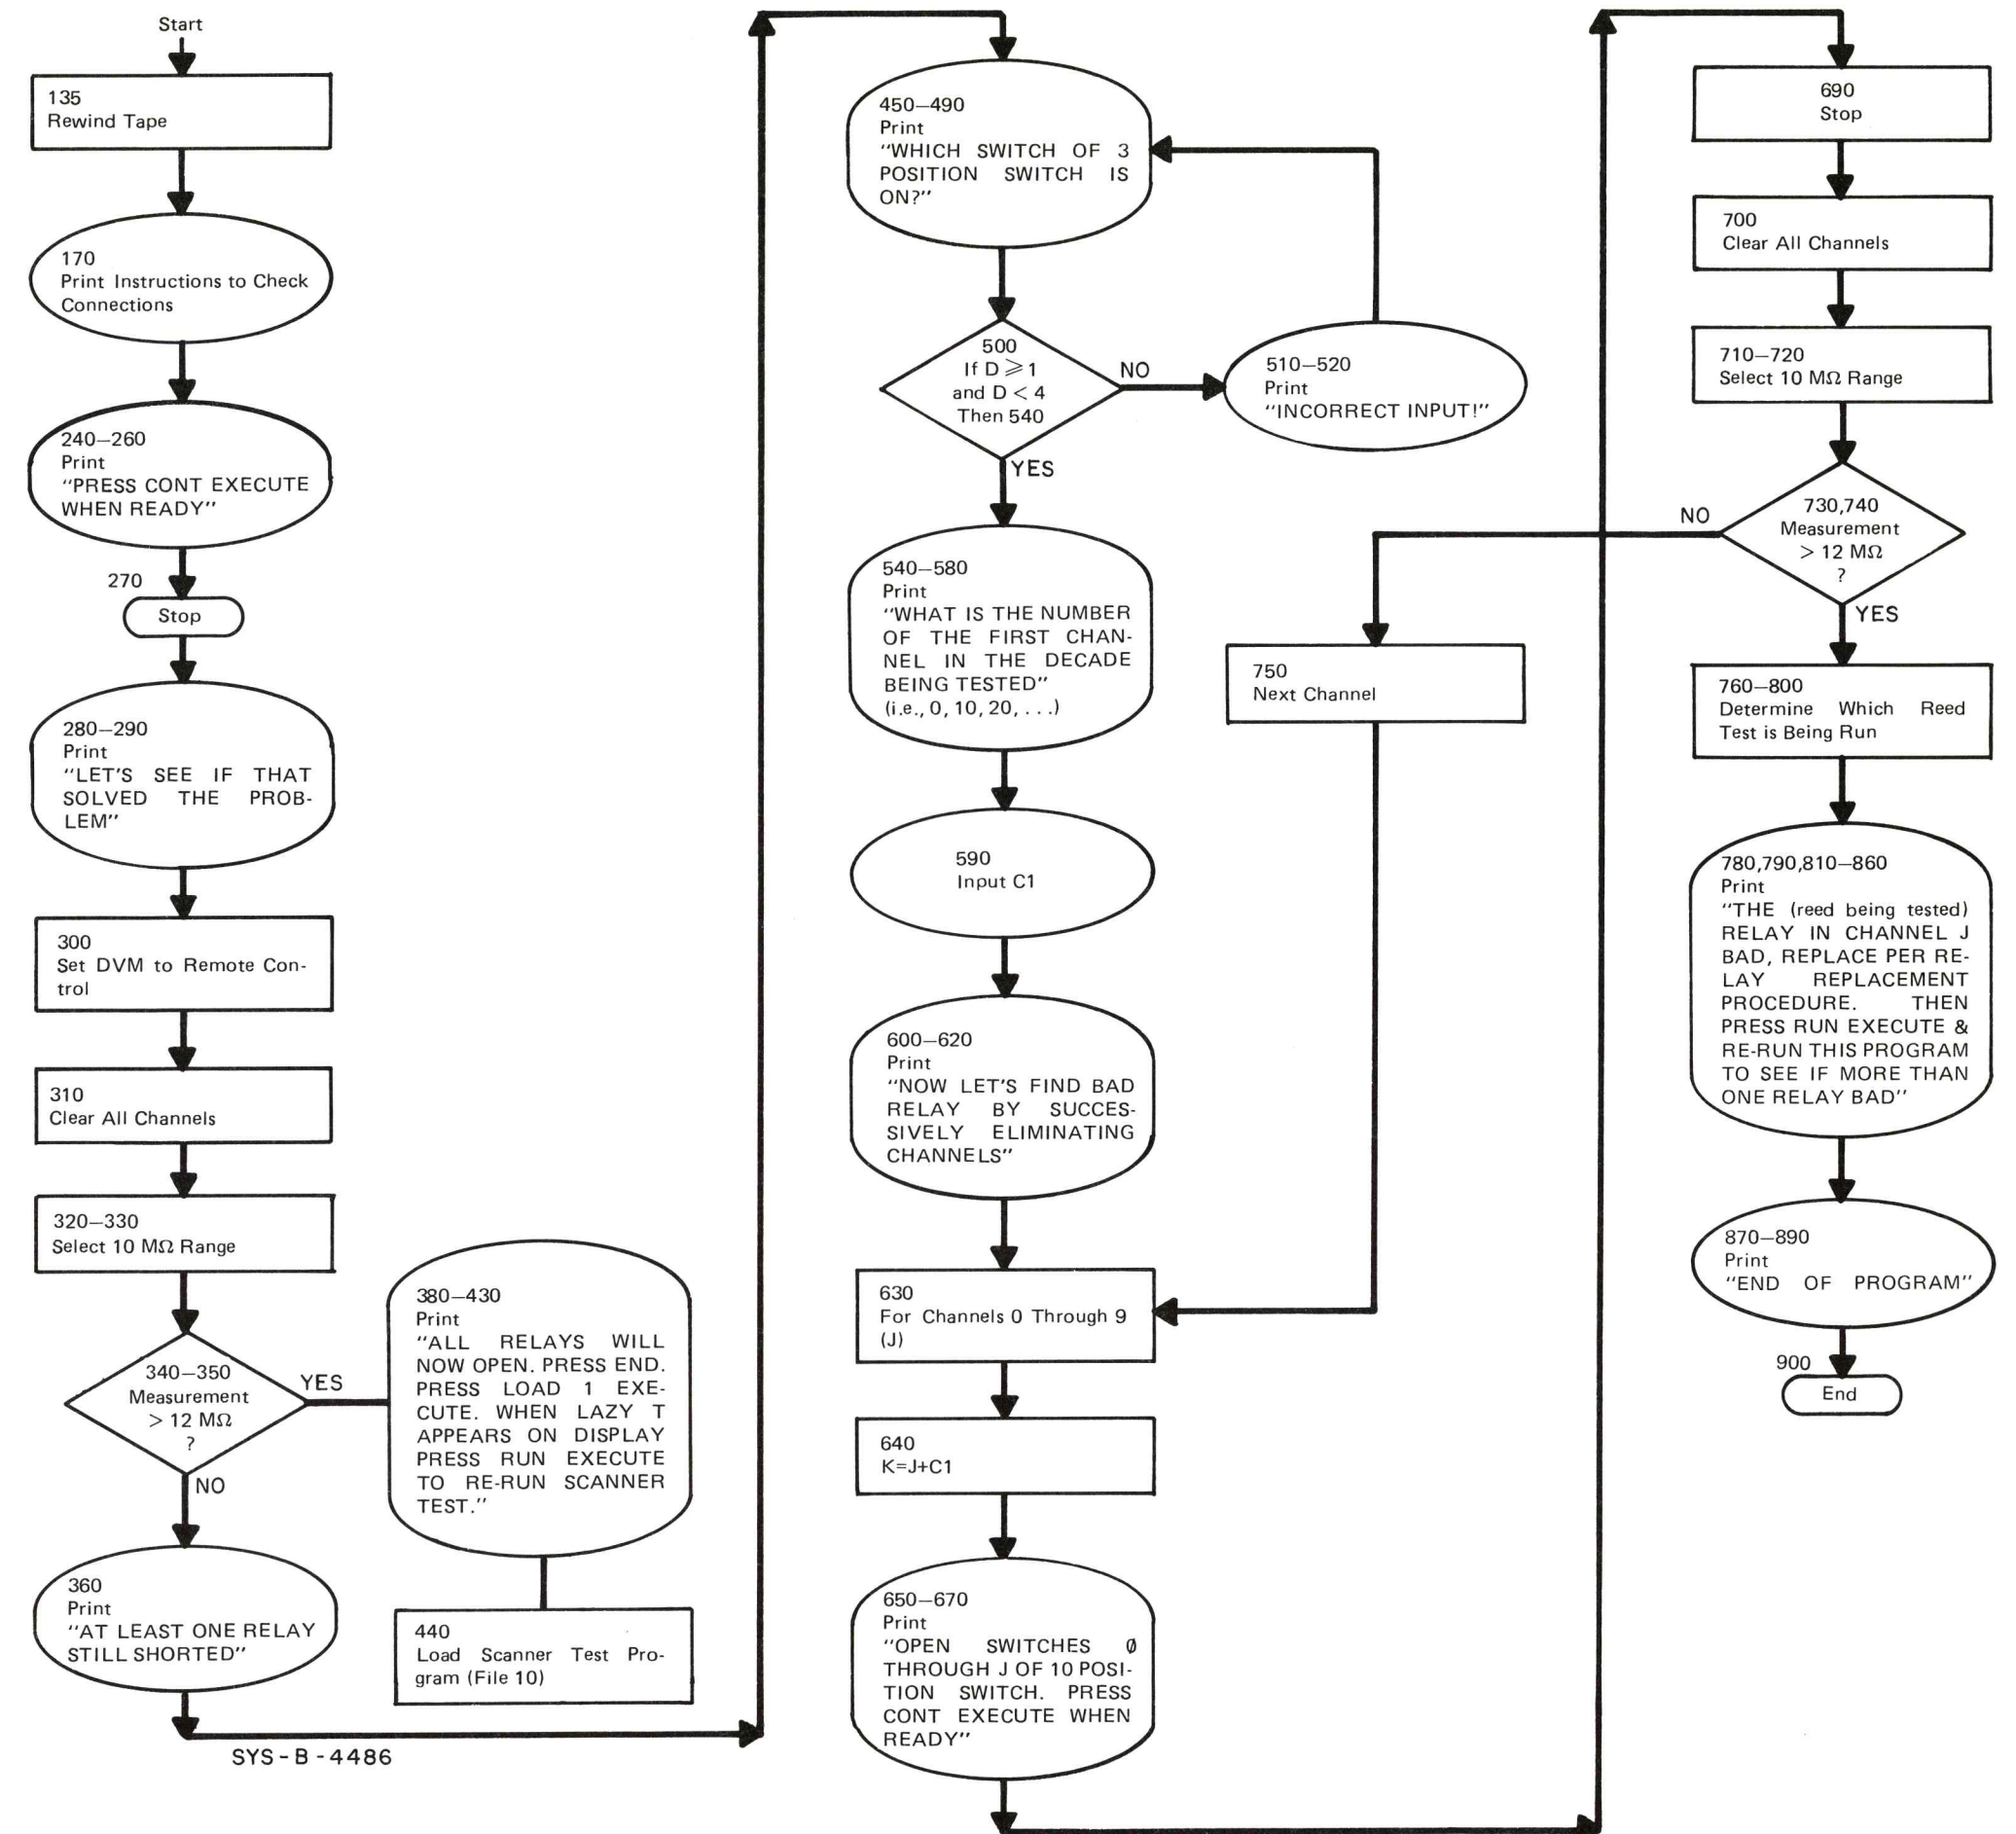 Start
135
Rewind Tape
170
Print Instructions to Check
Connections
240–260
Print
“PRESS CONT EXECUTE
WHEN READY”
270
Stop
280–290
Print
“LET'S SEE IF THAT
SOLVED THE PROB-
LEM”
300
Set DVM to Remote Con-
trol
310
Clear All Channels
320–330
Select 10 MΩ Range
340–350
Measurement
> 12 MΩ
?
YES
NO
360
Print
“AT LEAST ONE RELAY
STILL SHORTED”
380–430
Print
“ALL RELAYS WILL
NOW OPEN. PRESS END.
PRESS LOAD 1 EXE-
CUTE. WHEN LAZY T
APPEARS ON DISPLAY
PRESS RUN EXECUTE
TO RE-RUN SCANNER
TEST.”
440
Load Scanner Test Pro-
gram (File 10)
SYS-B-4486
450–490
Print
“WHICH SWITCH OF 3
POSITION SWITCH IS
ON?”
500
If D ⩾ 1
and D < 4
Then 540
NO
YES
510–520
Print
“INCORRECT INPUT!”
540–580
Print
“WHAT IS THE NUMBER
OF THE FIRST CHAN-
NEL IN THE DECADE
BEING TESTED”
(i.e., 0, 10, 20, . . .)
590
Input C1
600–620
Print
“NOW LET'S FIND BAD
RELAY BY SUCCES-
SIVELY ELIMINATING
CHANNELS”
630
For Channels 0 Through 9
(J)
640
K=J+C1
650–670
Print
“OPEN SWITCHES Ø
THROUGH J OF 10 POSI-
TION SWITCH. PRESS
CONT EXECUTE WHEN
READY”
750
Next Channel
690
Stop
700
Clear All Channels
710–720
Select 10 MΩ Range
730,740
Measurement
> 12 MΩ
?
NO
YES
760–800
Determine Which Reed
Test is Being Run
780,790,810–860
Print
“THE (reed being tested)
RELAY IN CHANNEL J
BAD, REPLACE PER RE-
LAY REPLACEMENT
PROCEDURE. THEN
PRESS RUN EXECUTE &
RE-RUN THIS PROGRAM
TO SEE IF MORE THAN
ONE RELAY BAD”
870–890
Print
“END OF PROGRAM”
900
End